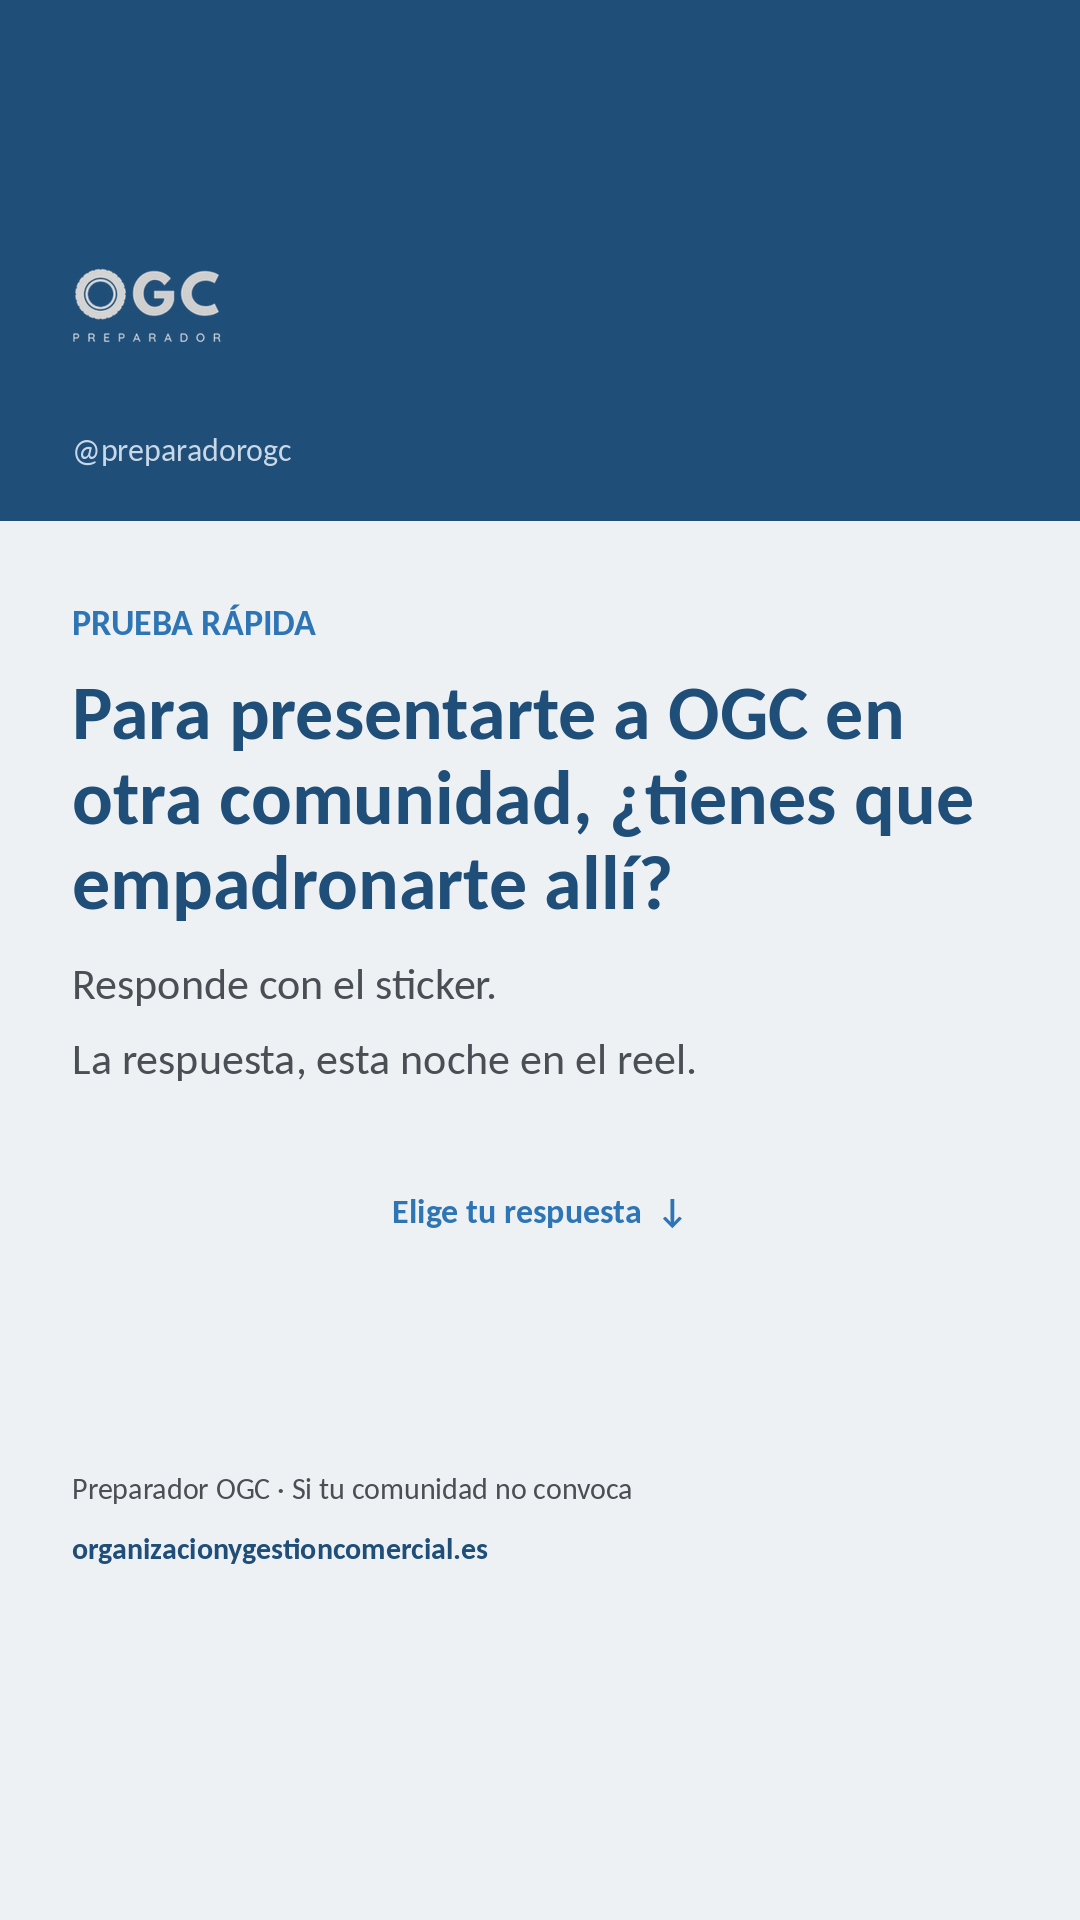 OGC
PREPARADOR
@preparadorogc
PRUEBA RÁPIDA
Para presentarte a OGC en
otra comunidad, ¿tienes que
empadronarte allí?
Responde con el sticker.
La respuesta, esta noche en el reel.
Elige tu respuesta ↓
Preparador OGC · Si tu comunidad no convoca
organizacionygestioncomercial.es